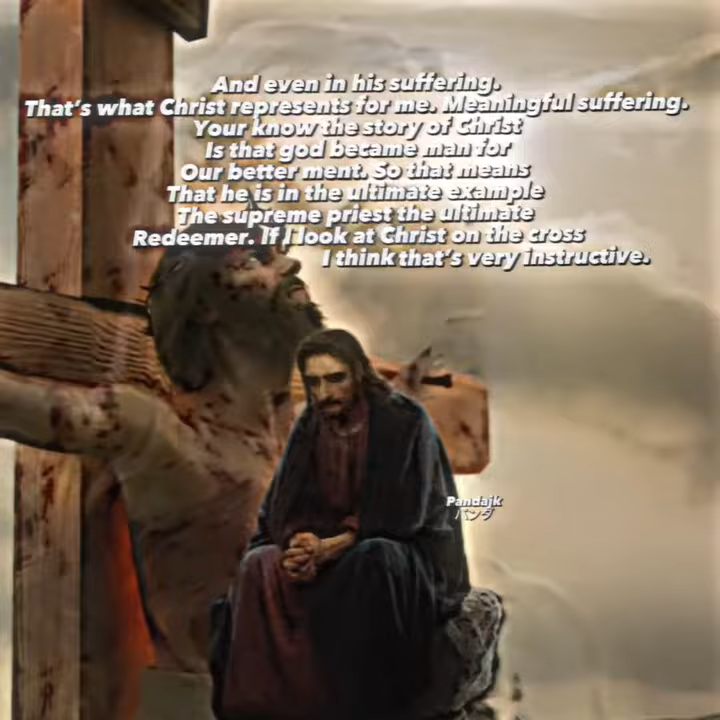 And even in his suffering.
That's what Christ represents for me. Meaningful suffering.
Your know the story of Christ
Is that god became man for
Our better ment. So that means
That he is in the ultimate example
The supreme priest the ultimate
Redeemer. If I look at Christ on the cross
I think that's very instructive.
Pandajk
パンダ